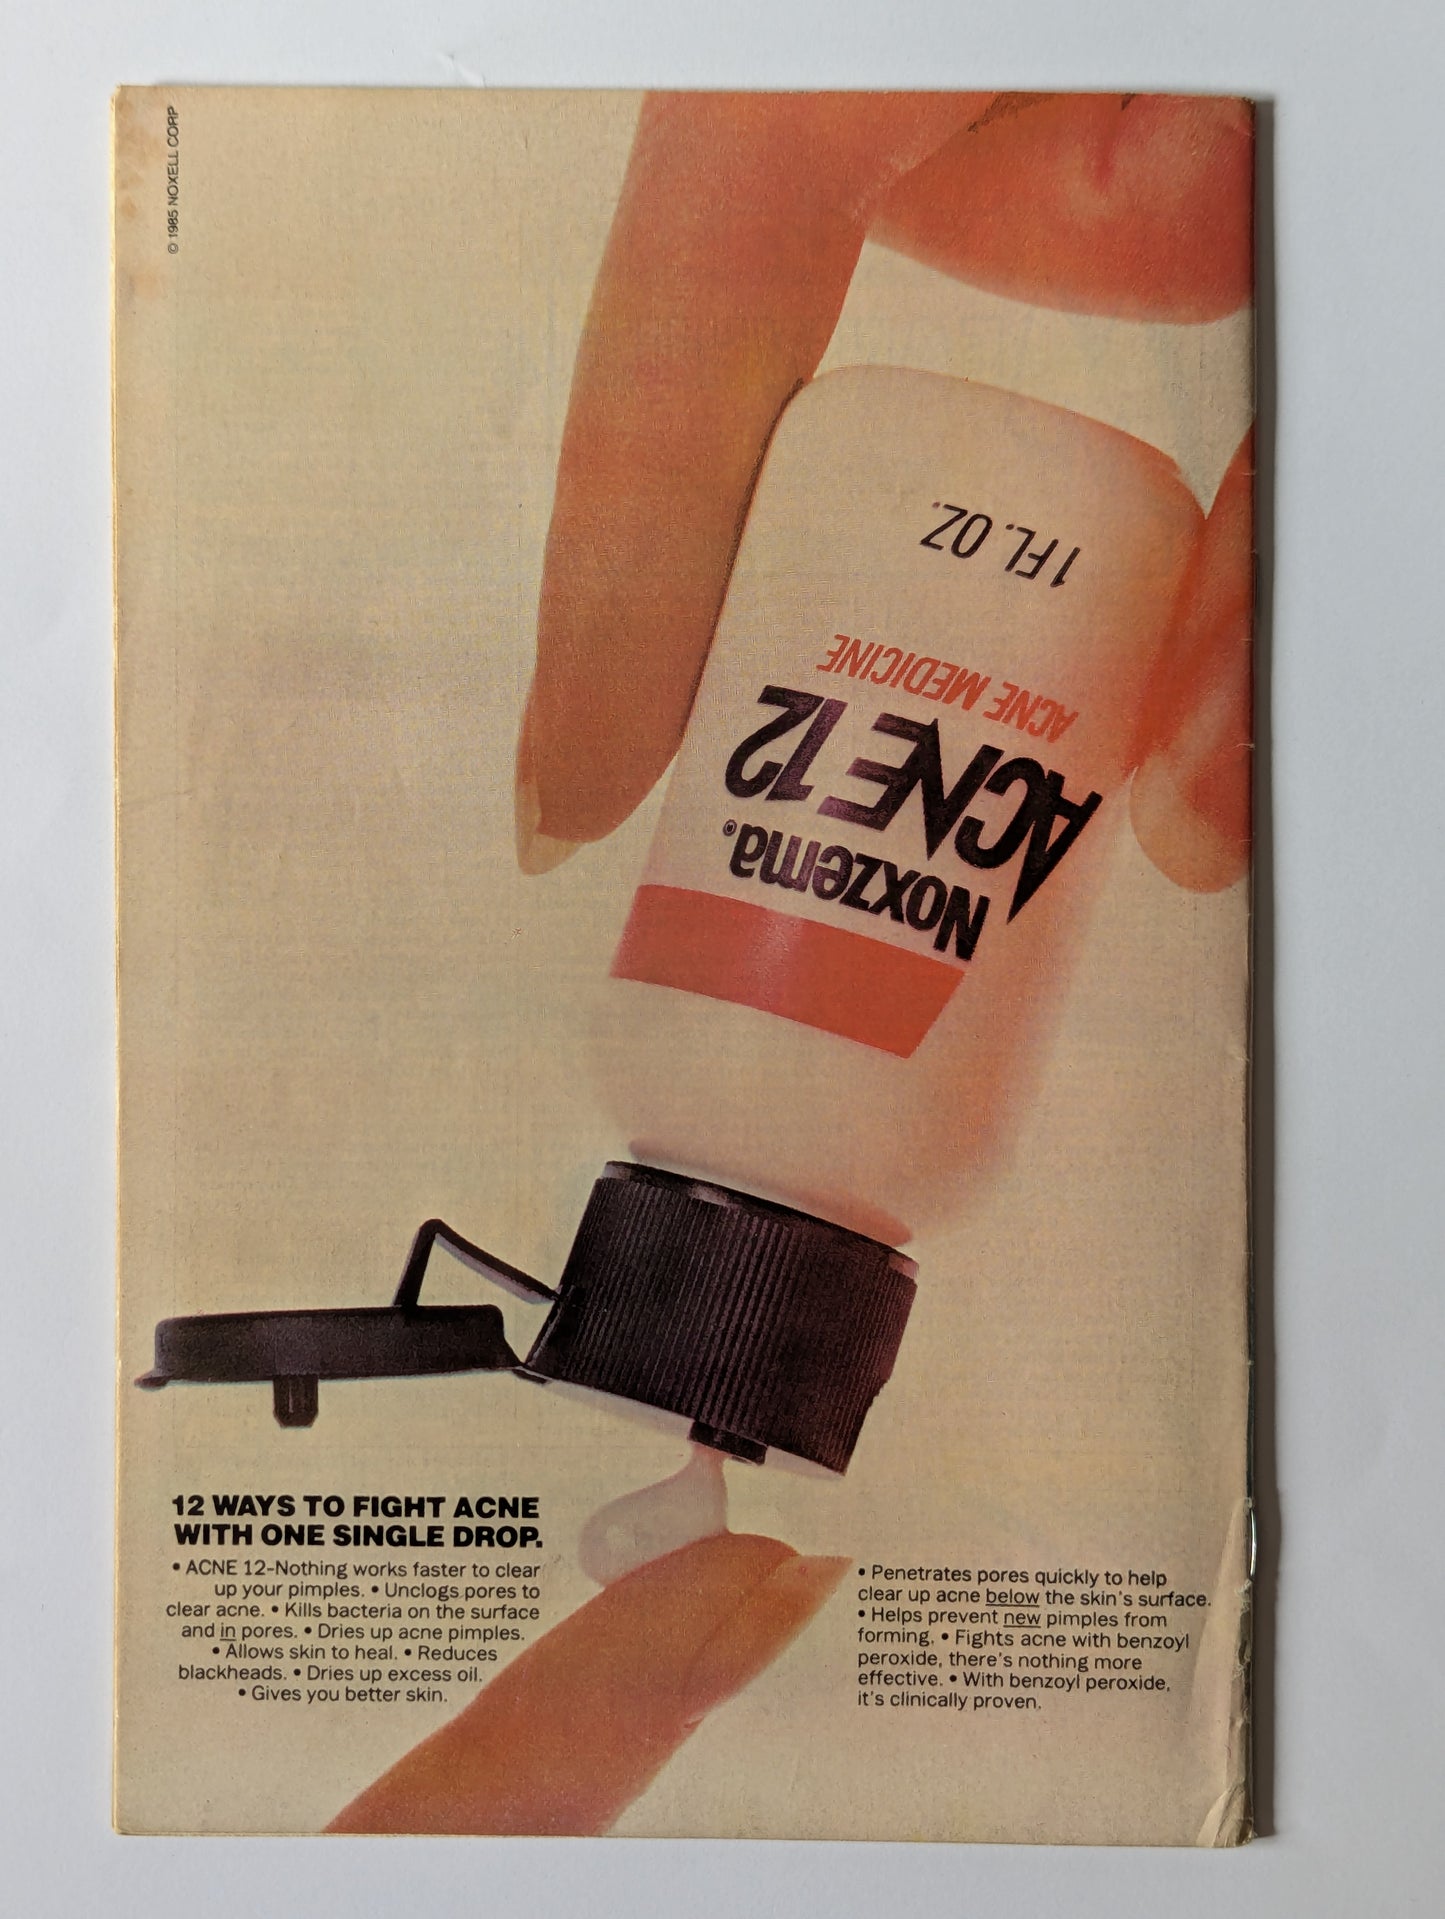 © 1985 NOXELL CORP
1 FL. OZ.
ACNE MEDICINE
ACNE 12
Noxzema®
12 WAYS TO FIGHT ACNE
WITH ONE SINGLE DROP.
• ACNE 12-Nothing works faster to clear
up your pimples. • Unclogs pores to
clear acne. • Kills bacteria on the surface
and in pores. • Dries up acne pimples.
• Allows skin to heal. • Reduces
blackheads. • Dries up excess oil.
• Gives you better skin.
• Penetrates pores quickly to help
clear up acne below the skin's surface.
• Helps prevent new pimples from
forming. • Fights acne with benzoyl
peroxide, there's nothing more
effective. • With benzoyl peroxide,
it's clinically proven.